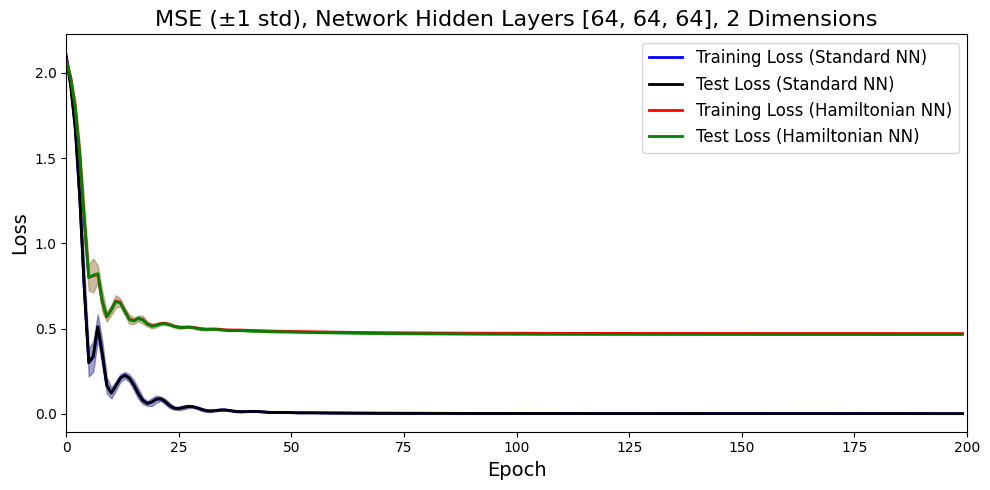 MSE (±1 std), Network Hidden Layers [64, 64, 64], 2 Dimensions
Training Loss (Standard NN)
Test Loss (Standard NN)
Training Loss (Hamiltonian NN)
Test Loss (Hamiltonian NN)
Loss
2.0
1.5
1.0
0.5
0.0
0 25 50 75 100 125 150 175 200
Epoch